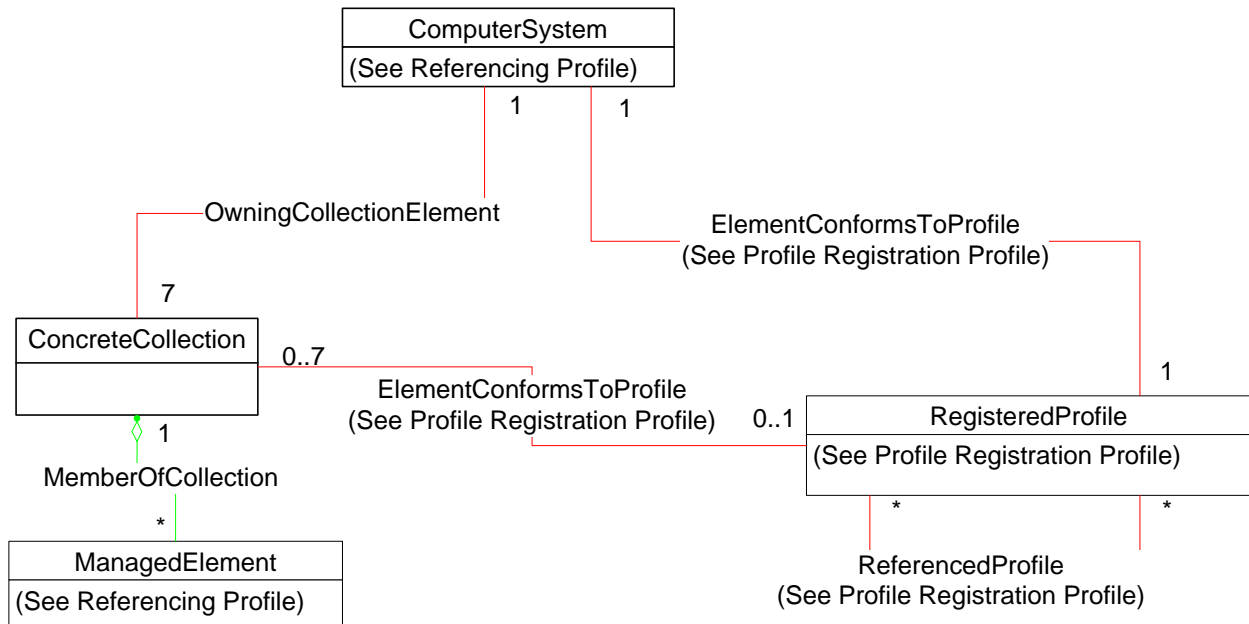 ComputerSystem
(See Referencing Profile)
1
1
OwningCollectionElement
ElementConformsToProfile
(See Profile Registration Profile)
7
ConcreteCollection
0..7
ElementConformsToProfile
(See Profile Registration Profile)
0..1
1
RegisteredProfile
(See Profile Registration Profile)
1
MemberOfCollection
*
*
*
ManagedElement
(See Referencing Profile)
ReferencedProfile
(See Profile Registration Profile)